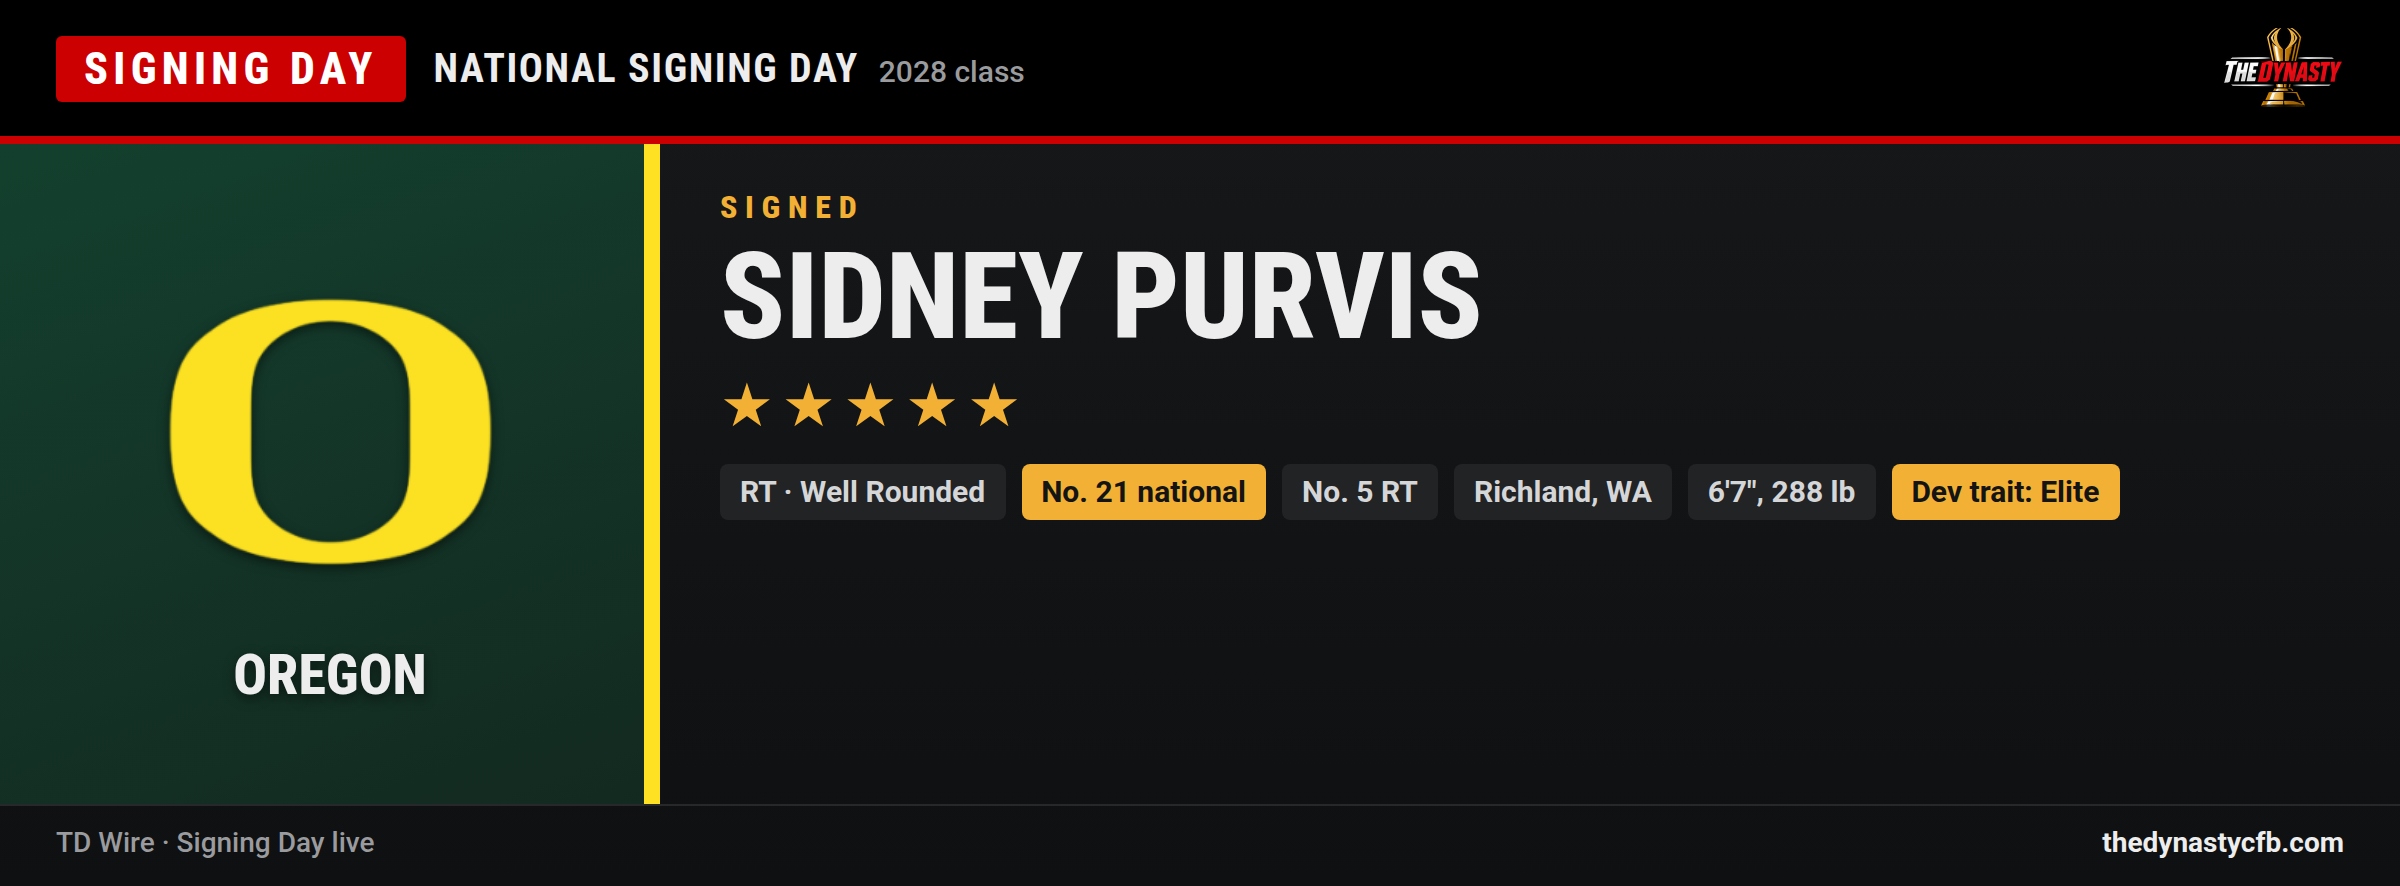 SIGNING DAY NATIONAL SIGNING DAY 2028 class
THE DYNASTY
SIGNED
SIDNEY PURVIS
RT · Well Rounded No. 21 national No. 5 RT Richland, WA 6'7", 288 lb Dev trait: Elite
O
OREGON
TD Wire · Signing Day live
thedynastycfb.com